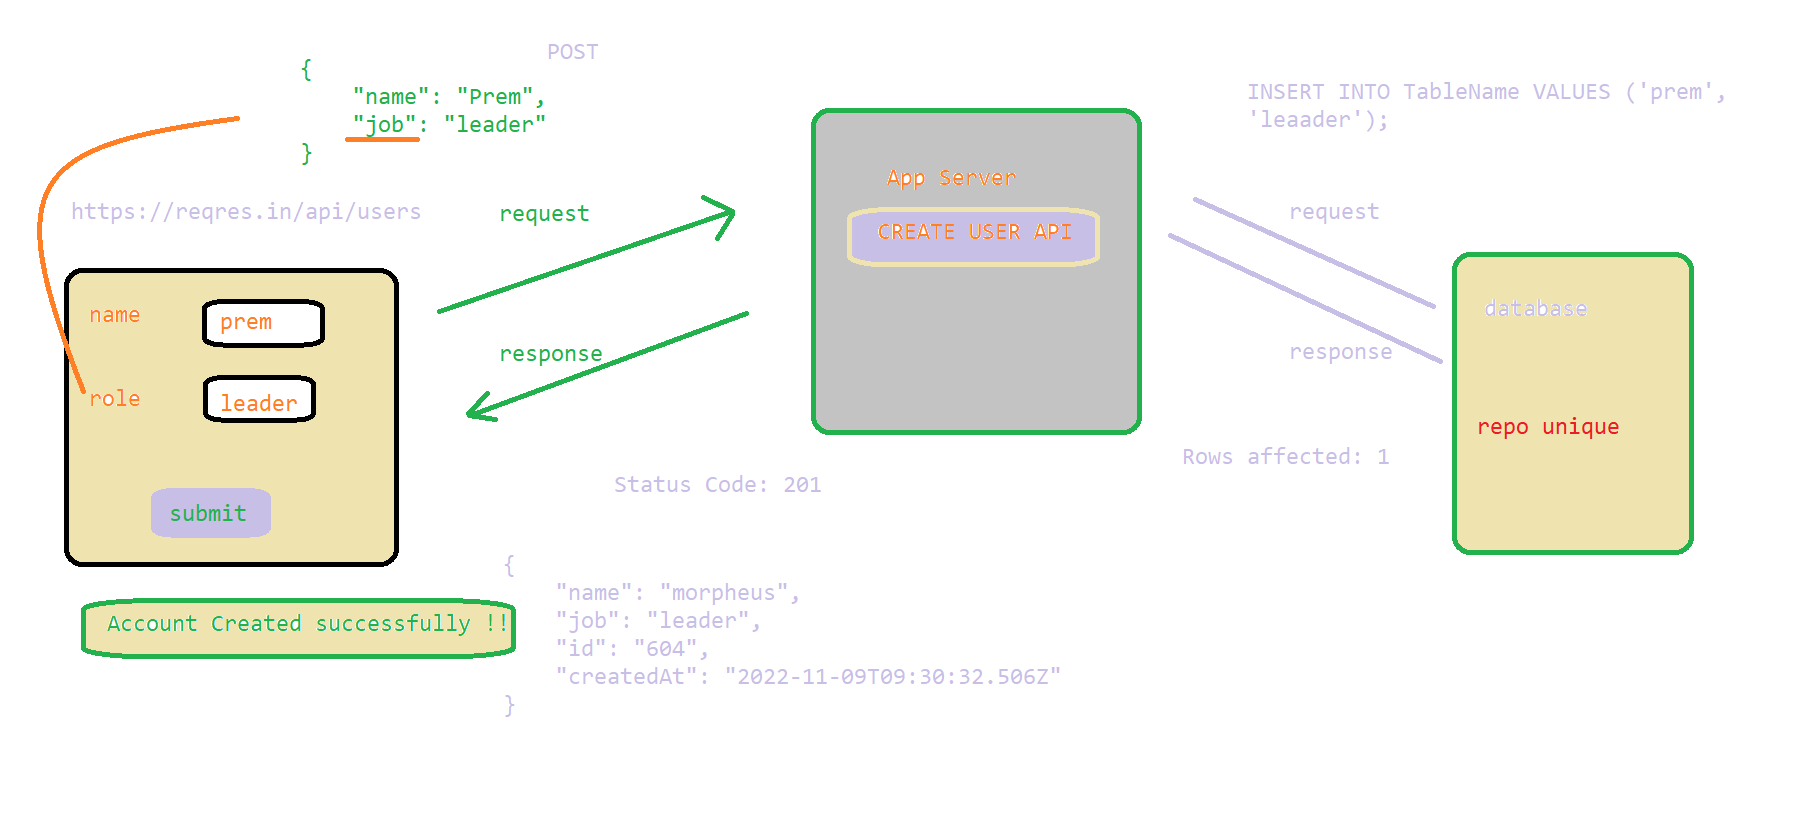 POST
{
"name": "Prem",
"job": "leader"
}
https://reqres.in/api/users
request
response
name
prem
role
leader
submit
Account Created successfully !!
App Server
CREATE USER API
Status Code: 201
{
"name": "morpheus",
"job": "leader",
"id": "604",
"createdAt": "2022-11-09T09:30:32.506Z"
}
INSERT INTO TableName VALUES ('prem',
'leaader');
request
response
Rows affected: 1
database
repo unique